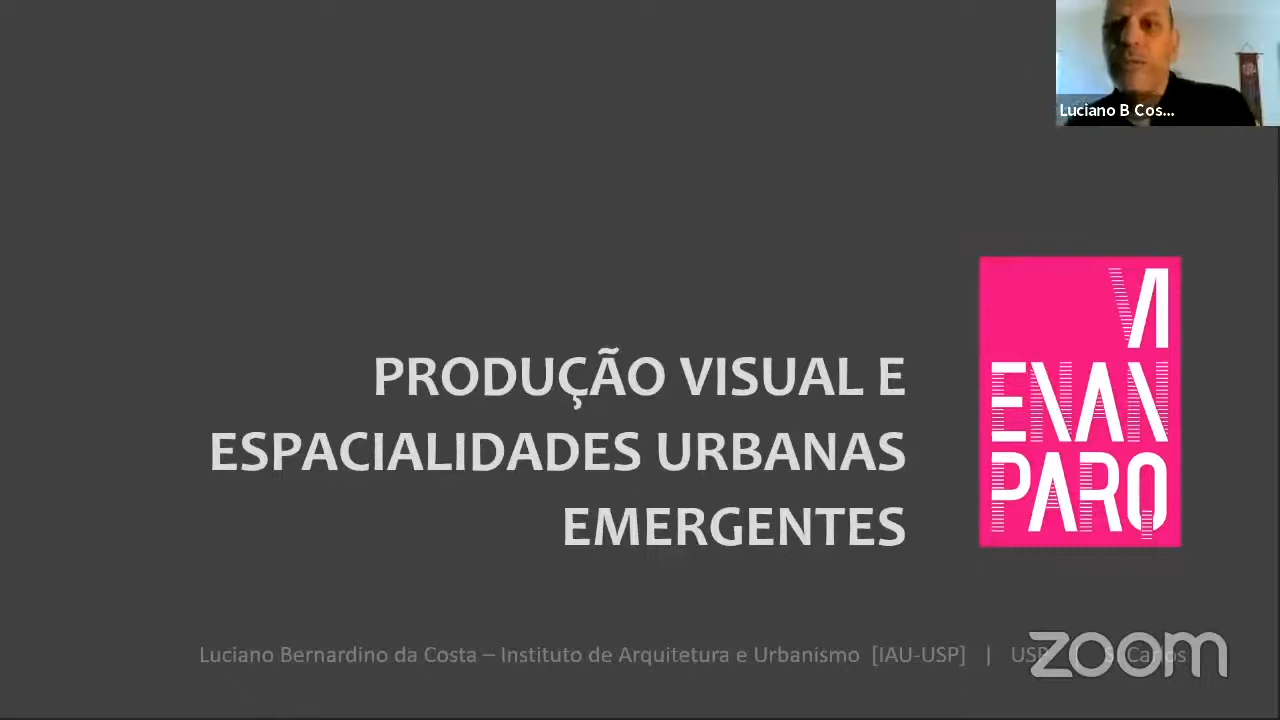 Luciano B Cos...
VI
ENAN
PARQ
PRODUÇÃO VISUAL E
ESPACIALIDADES URBANAS
EMERGENTES
Luciano Bernardino da Costa – Instituto de Arquitetura e Urbanismo [IAU-USP] | USP S. Carlos
zoom